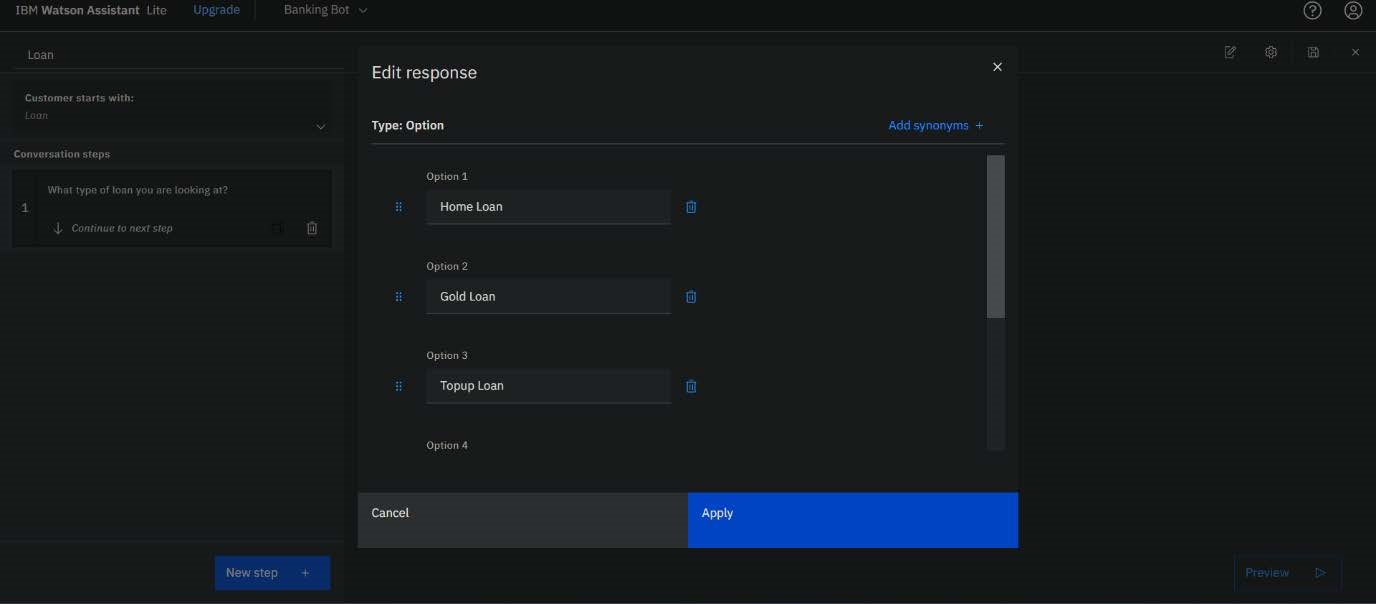 IBM Watson Assistant Lite Upgrade Banking Bot
Loan
Customer starts with:
Loan
Conversation steps
1 What type of loan you are looking at?
Continue to next step
New step +
Edit response
Type: Option Add synonyms +
Option 1
Home Loan
Option 2
Gold Loan
Option 3
Topup Loan
Option 4
Cancel Apply
Preview